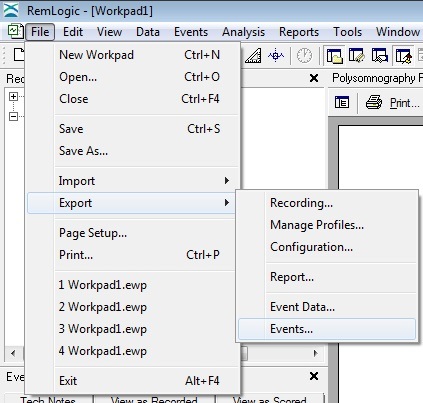 RemLogic - [Workpad1]
File Edit View Data Events Analysis Reports Tools Window
New Workpad Ctrl+N
Open... Ctrl+O
Close Ctrl+F4
Save Ctrl+S
Save As...
Import
Export
Page Setup...
Print... Ctrl+P
1 Workpad1.ewp
2 Workpad1.ewp
3 Workpad1.ewp
4 Workpad1.ewp
Exit Alt+F4
Recording...
Manage Profiles...
Configuration...
Report...
Event Data...
Events...
Rec
Polysomnography
Print...
Eve
Tech Notes View as Recorded View as Scored